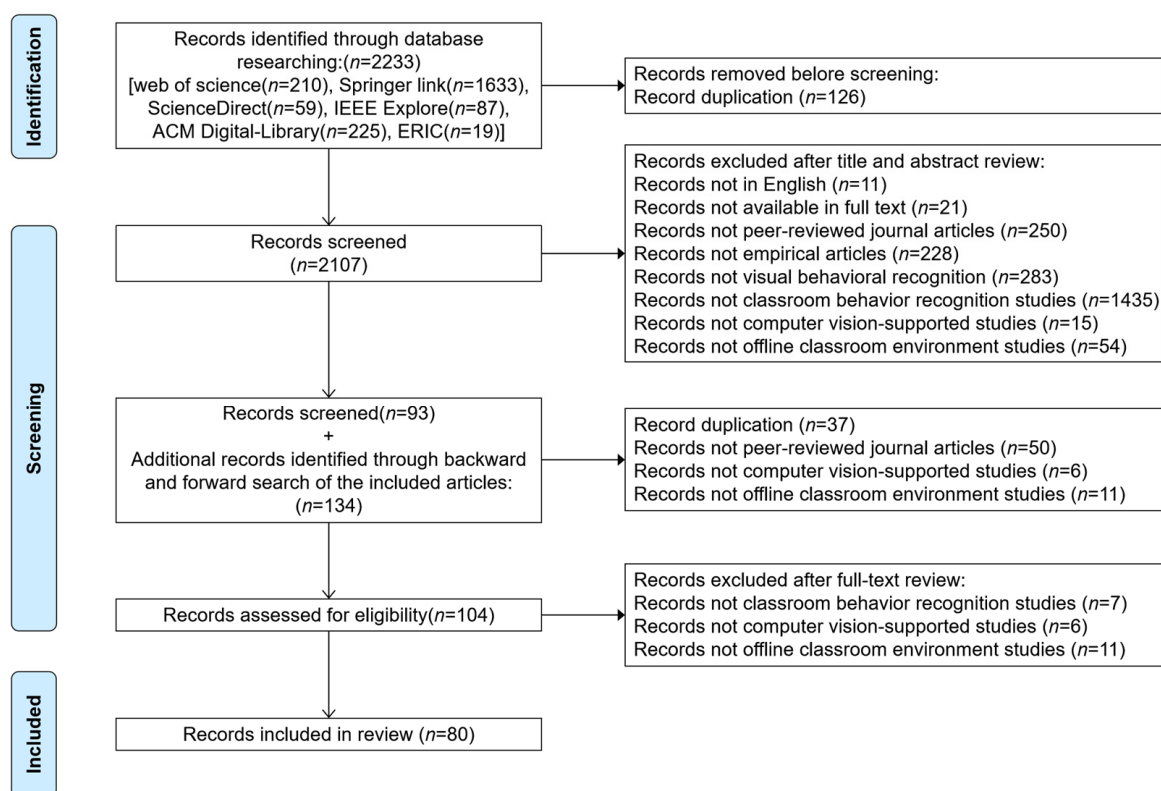 Identification
Records identified through database
researching:(n=2233)
[web of science(n=210), Springer link(n=1633),
ScienceDirect(n=59), IEEE Explore(n=87),
ACM Digital-Library(n=225), ERIC(n=19)]
Records removed before screening:
Record duplication (n=126)
Screening
Records screened
(n=2107)
Records excluded after title and abstract review:
Records not in English (n=11)
Records not available in full text (n=21)
Records not peer-reviewed journal articles (n=250)
Records not empirical articles (n=228)
Records not visual behavioral recognition (n=283)
Records not classroom behavior recognition studies (n=1435)
Records not computer vision-supported studies (n=15)
Records not offline classroom environment studies (n=54)
Records screened(n=93)
+
Additional records identified through backward
and forward search of the included articles:
(n=134)
Record duplication (n=37)
Records not peer-reviewed journal articles (n=50)
Records not computer vision-supported studies (n=6)
Records not offline classroom environment studies (n=11)
Records assessed for eligibility(n=104)
Records excluded after full-text review:
Records not classroom behavior recognition studies (n=7)
Records not computer vision-supported studies (n=6)
Records not offline classroom environment studies (n=11)
Included
Records included in review (n=80)